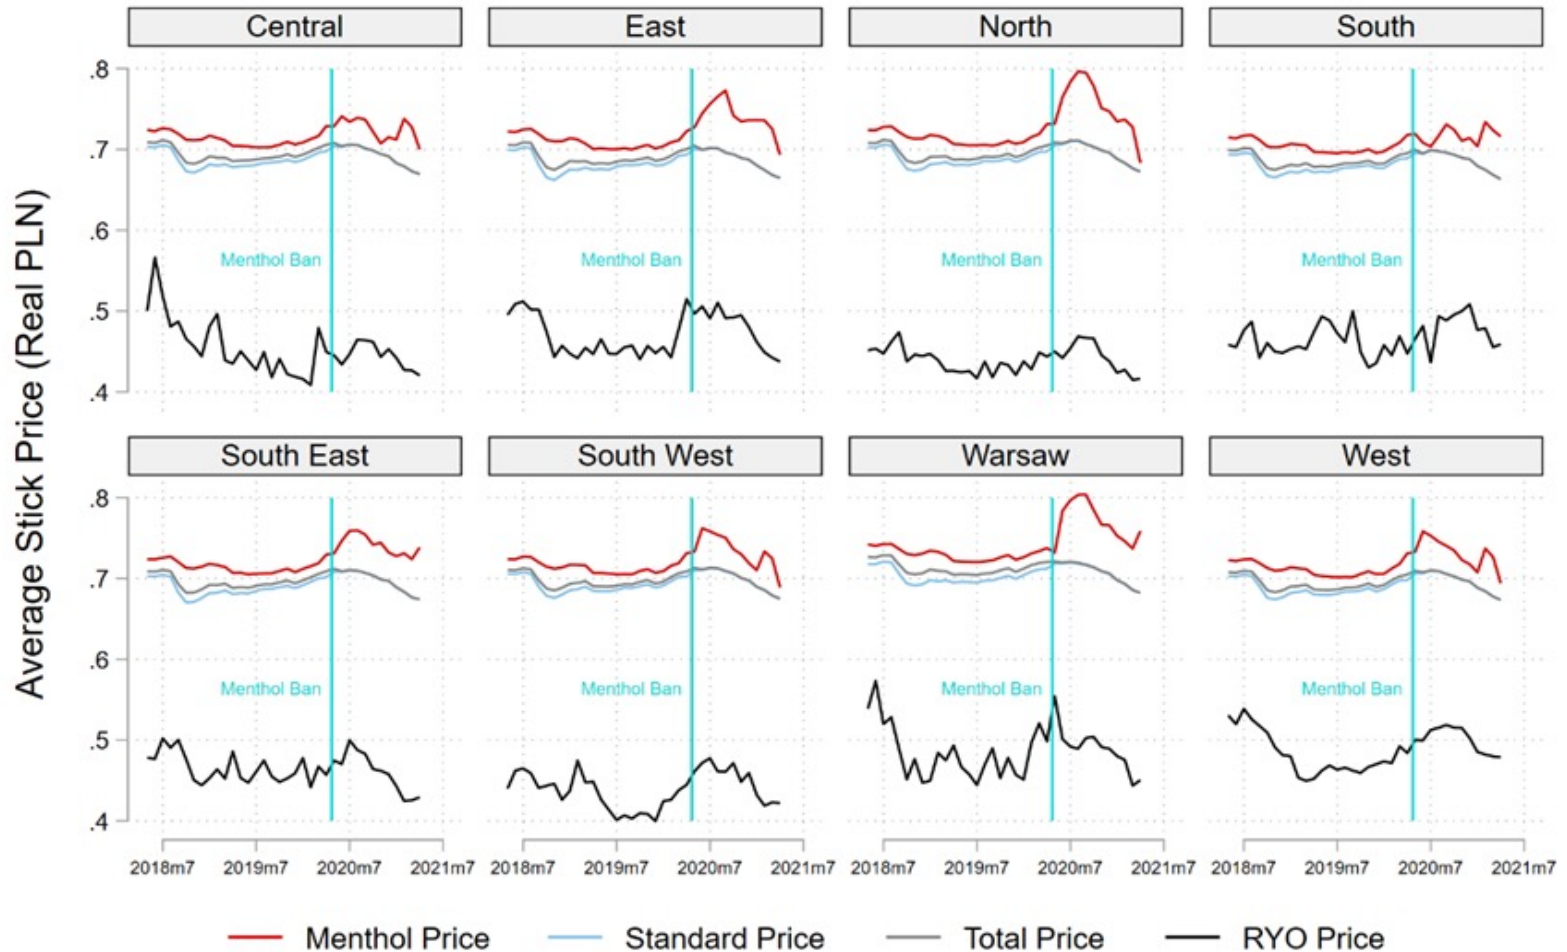 Central East North South
.8
.7
.6
.5
.4
Menthol Ban Menthol Ban Menthol Ban Menthol Ban
Average Stick Price (Real PLN)
South East South West Warsaw West
.8
.7
.6
.5
.4
Menthol Ban Menthol Ban Menthol Ban Menthol Ban
2018m7 2019m7 2020m7 2021m7 2018m7 2019m7 2020m7 2021m7 2018m7 2019m7 2020m7 2021m7 2018m7 2019m7 2020m7 2021m7
Menthol Price Standard Price Total Price RYO Price